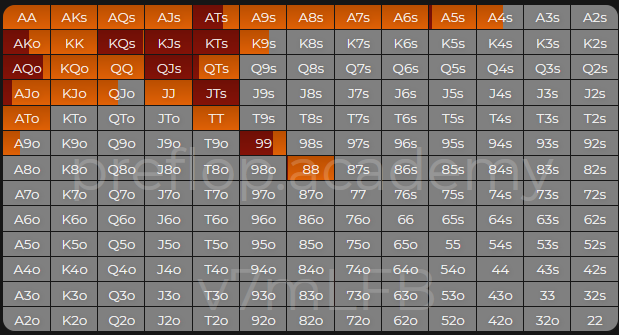 AA AKs AQs AJs ATs A9s A8s A7s A6s A5s A4s A3s A2s
AKo KK KQs KJs KTs K9s K8s K7s K6s K5s K4s K3s K2s
AQo KQo QQ QJs QTs Q9s Q8s Q7s Q6s Q5s Q4s Q3s Q2s
AJo KJo QJo JJ JTs J9s J8s J7s J6s J5s J4s J3s J2s
ATo KTo QTo JTo TT T9s T8s T7s T6s T5s T4s T3s T2s
A9o K9o Q9o J9o T9o 99 98s 97s 96s 95s 94s 93s 92s
A8o K8o Q8o J8o T8o 98o 88 87s 86s 85s 84s 83s 82s
preflop.academy
A7o K7o Q7o J7o T7o 97o 87o 77 76s 75s 74s 73s 72s
A6o K6o Q6o J6o T6o 96o 86o 76o 66 65s 64s 63s 62s
A5o K5o Q5o J5o T5o 95o 85o 75o 65o 55 54s 53s 52s
A4o K4o Q4o J4o T4o 94o 84o 74o 64o 54o 44 43s 42s
v7mLFB
A3o K3o Q3o J3o T3o 93o 83o 73o 63o 53o 43o 33 32s
A2o K2o Q2o J2o T2o 92o 82o 72o 62o 52o 42o 32o 22